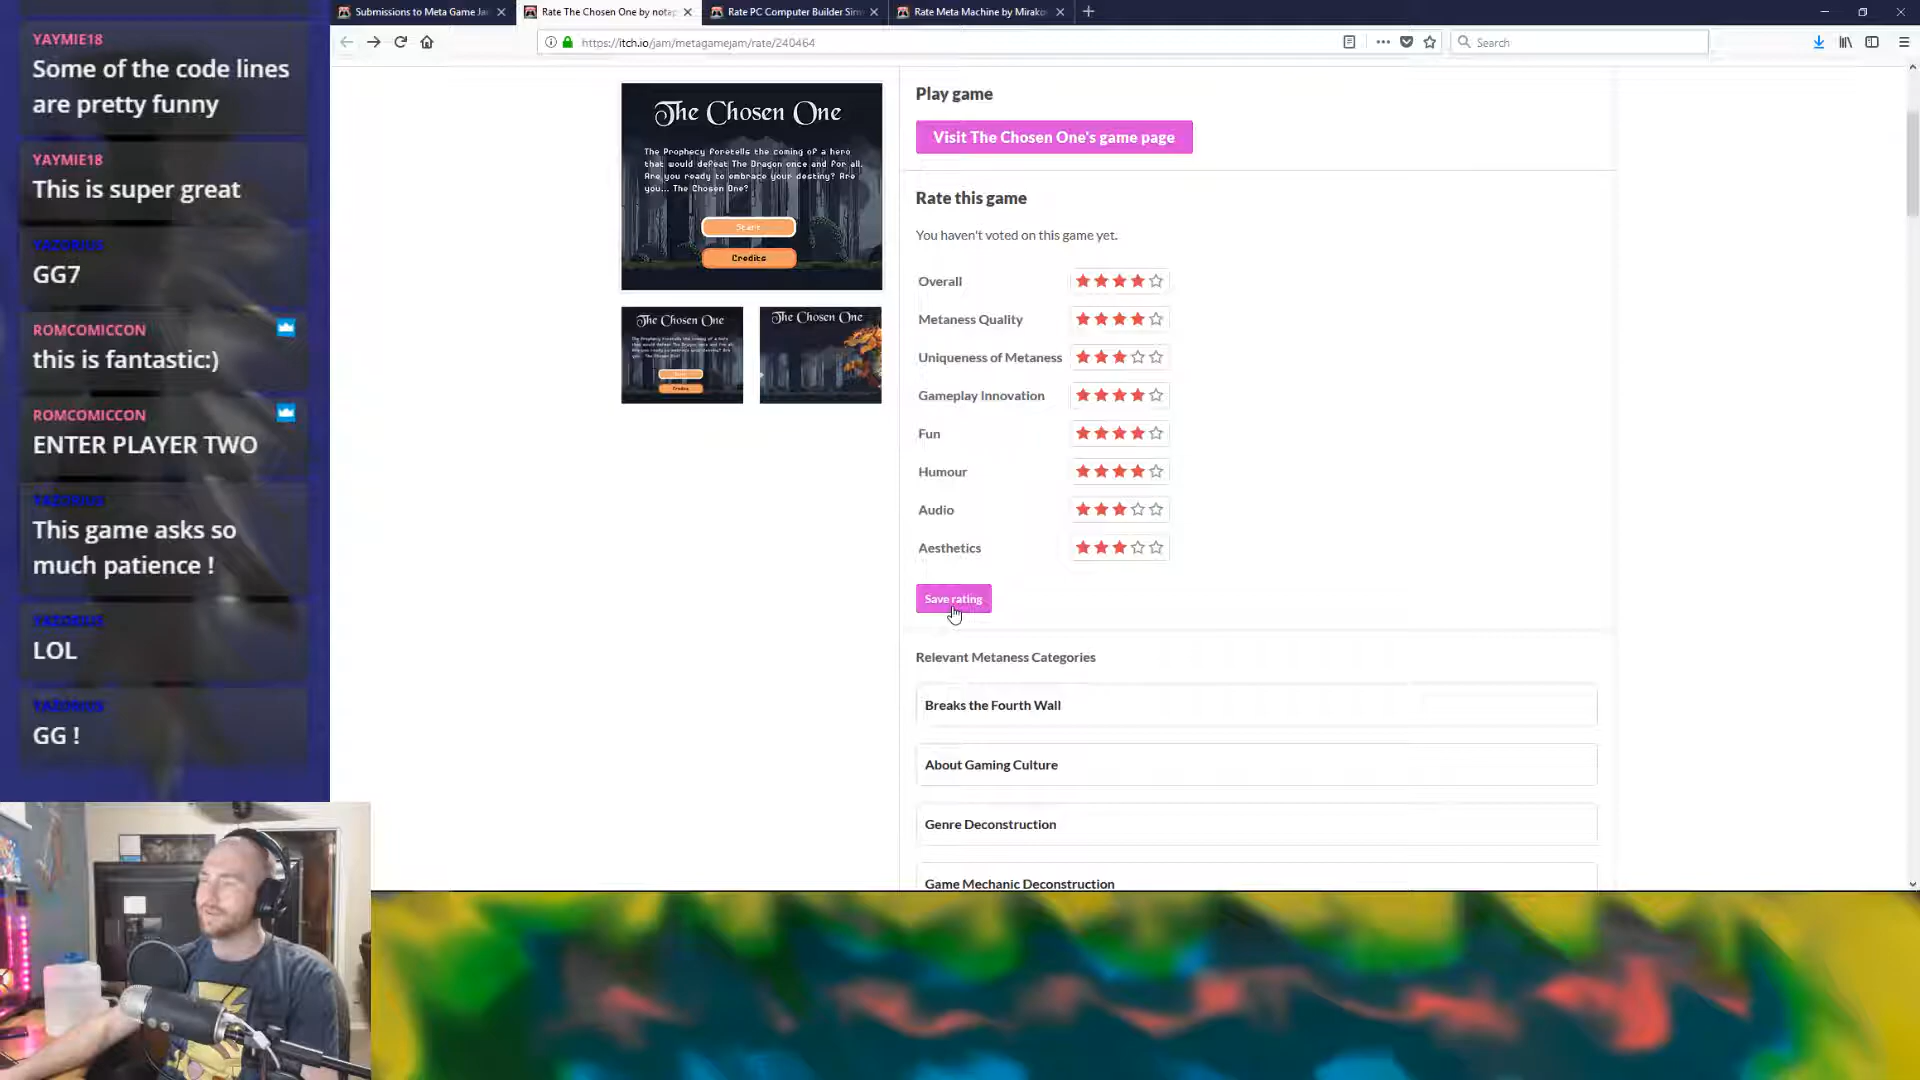 YAYMIE18
Some of the code lines
are pretty funny
YAYMIE18
This is super great
YAZORIUS
GG7
ROMCOMICCON
this is fantastic:)
ROMCOMICCON
ENTER PLAYER TWO
YAZORIUS
This game asks so
much patience !
YAZORIUS
LOL
YAZORIUS
GG !
Submissions to Meta Game Ja
Rate The Chosen One by notap
Rate PC Computer Builder Sim
Rate Meta Machine by Mirako
https://itch.io/jam/metagamejam/rate/240464
Search
The Chosen One
The Prophecy foretells the coming of a hero
that would defeat The Dragon once and for all.
Are you ready to embrace your destiny? Are
you... The Chosen One?
Start
Credits
The Chosen One
The Chosen One
Play game
Visit The Chosen One's game page
Rate this game
You haven't voted on this game yet.
Overall
Metaness Quality
Uniqueness of Metaness
Gameplay Innovation
Fun
Humour
Audio
Aesthetics
Save rating
Relevant Metaness Categories
Breaks the Fourth Wall
About Gaming Culture
Genre Deconstruction
Game Mechanic Deconstruction